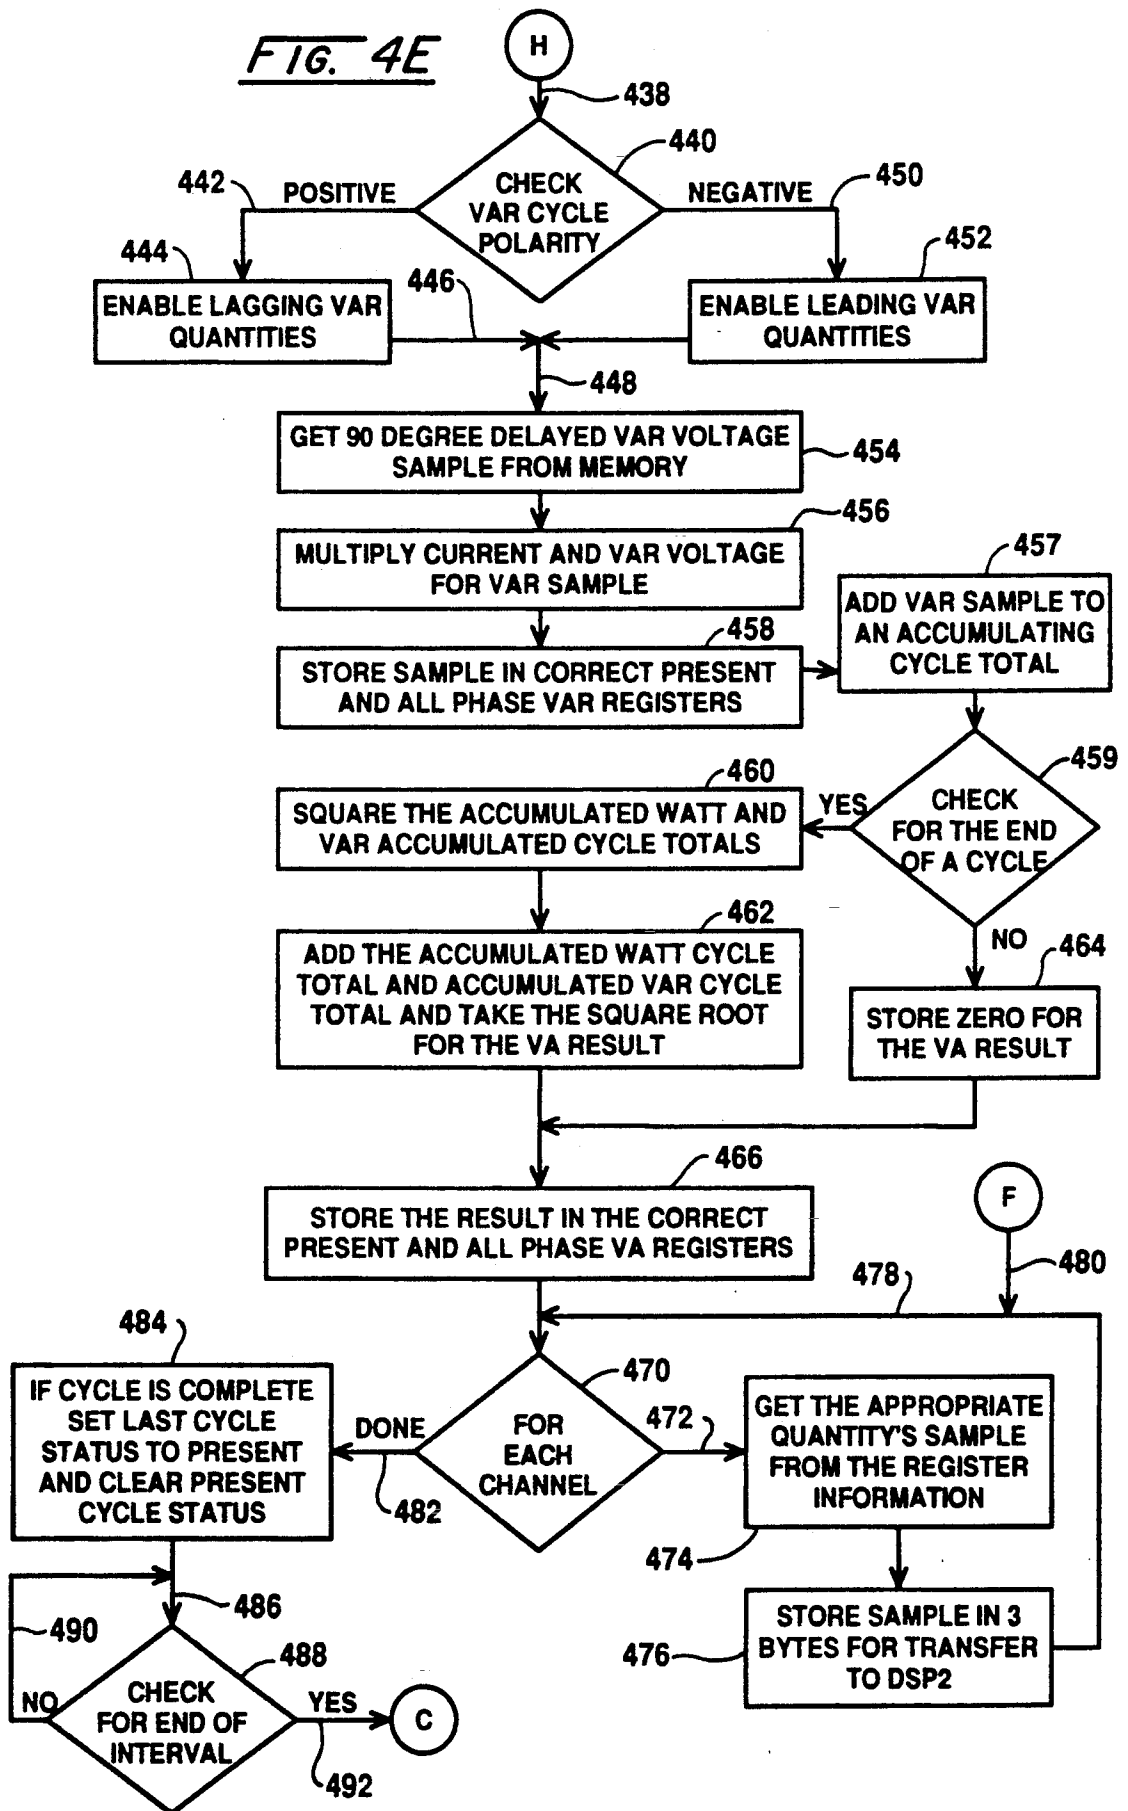 FIG. 4E
H
438
440
CHECK
VAR CYCLE
POLARITY
442
POSITIVE
NEGATIVE
450
444
ENABLE LAGGING VAR
QUANTITIES
446
452
ENABLE LEADING VAR
QUANTITIES
448
GET 90 DEGREE DELAYED VAR VOLTAGE
SAMPLE FROM MEMORY
454
456
MULTIPLY CURRENT AND VAR VOLTAGE
FOR VAR SAMPLE
458
STORE SAMPLE IN CORRECT PRESENT
AND ALL PHASE VAR REGISTERS
457
ADD VAR SAMPLE TO
AN ACCUMULATING
CYCLE TOTAL
459
CHECK
FOR THE END
OF A CYCLE
YES
460
SQUARE THE ACCUMULATED WATT AND
VAR ACCUMULATED CYCLE TOTALS
462
ADD THE ACCUMULATED WATT CYCLE
TOTAL AND ACCUMULATED VAR CYCLE
TOTAL AND TAKE THE SQUARE ROOT
FOR THE VA RESULT
NO
464
STORE ZERO FOR
THE VA RESULT
466
STORE THE RESULT IN THE CORRECT
PRESENT AND ALL PHASE VA REGISTERS
F
480
478
470
FOR
EACH
CHANNEL
472
GET THE APPROPRIATE
QUANTITY'S SAMPLE
FROM THE REGISTER
INFORMATION
474
STORE SAMPLE IN 3
BYTES FOR TRANSFER
TO DSP2
476
DONE
482
484
IF CYCLE IS COMPLETE
SET LAST CYCLE
STATUS TO PRESENT
AND CLEAR PRESENT
CYCLE STATUS
486
490
488
CHECK
FOR END OF
INTERVAL
NO
YES
492
C